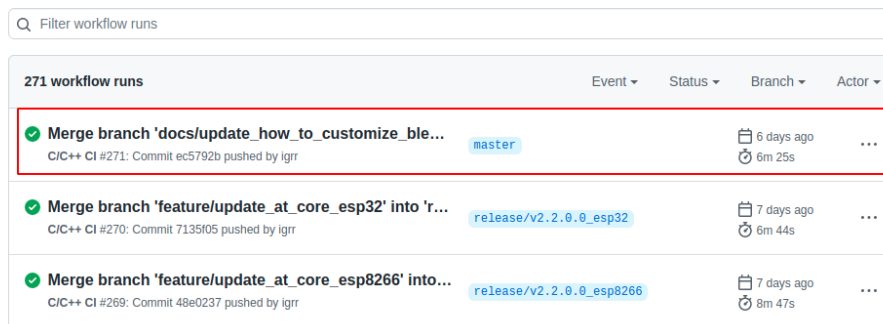 Filter workflow runs
271 workflow runs Event Status Branch Actor
Merge branch 'docs/update_how_to_customize_ble… master 6 days ago
C/C++ CI #271: Commit ec5792b pushed by igrr 6m 25s
Merge branch 'feature/update_at_core_esp32' into 'r… release/v2.2.0.0_esp32 7 days ago
C/C++ CI #270: Commit 7135f05 pushed by igrr 6m 44s
Merge branch 'feature/update_at_core_esp8266' into… release/v2.2.0.0_esp8266 7 days ago
C/C++ CI #269: Commit 48e0237 pushed by igrr 8m 47s